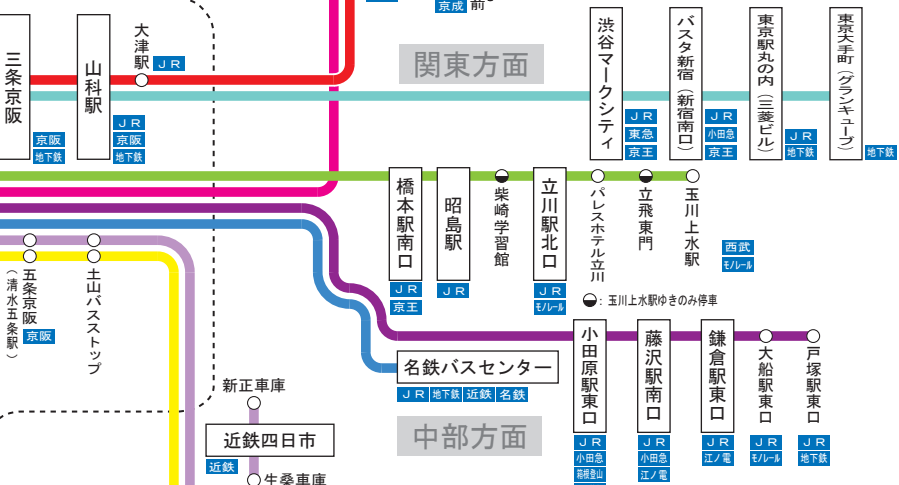 京成
前
関東方面
三条京阪
京阪
地下鉄
山科駅
ＪＲ
京阪
地下鉄
大津駅
ＪＲ
渋谷マークシティ
ＪＲ
東急
京王
バスタ新宿（新宿南口）
ＪＲ
小田急
京王
東京駅丸の内（三菱ビル）
ＪＲ
地下鉄
東京大手町（グランキューブ）
地下鉄
橋本駅南口
ＪＲ
京王
昭島駅
ＪＲ
柴崎学習館
立川駅北口
ＪＲ
モノレール
パレスホテル立川
立飛東門
玉川上水駅
西武
モノレール
：玉川上水駅ゆきのみ停車
五条京阪
（清水五条駅）
京阪
土山バスストップ
名鉄バスセンター
ＪＲ
地下鉄
近鉄
名鉄
小田原駅東口
ＪＲ
小田急
箱根登山
藤沢駅南口
ＪＲ
小田急
江ノ電
鎌倉駅東口
ＪＲ
江ノ電
大船駅東口
ＪＲ
モノレール
戸塚駅東口
ＪＲ
地下鉄
中部方面
新正車庫
近鉄四日市
近鉄
生桑車庫